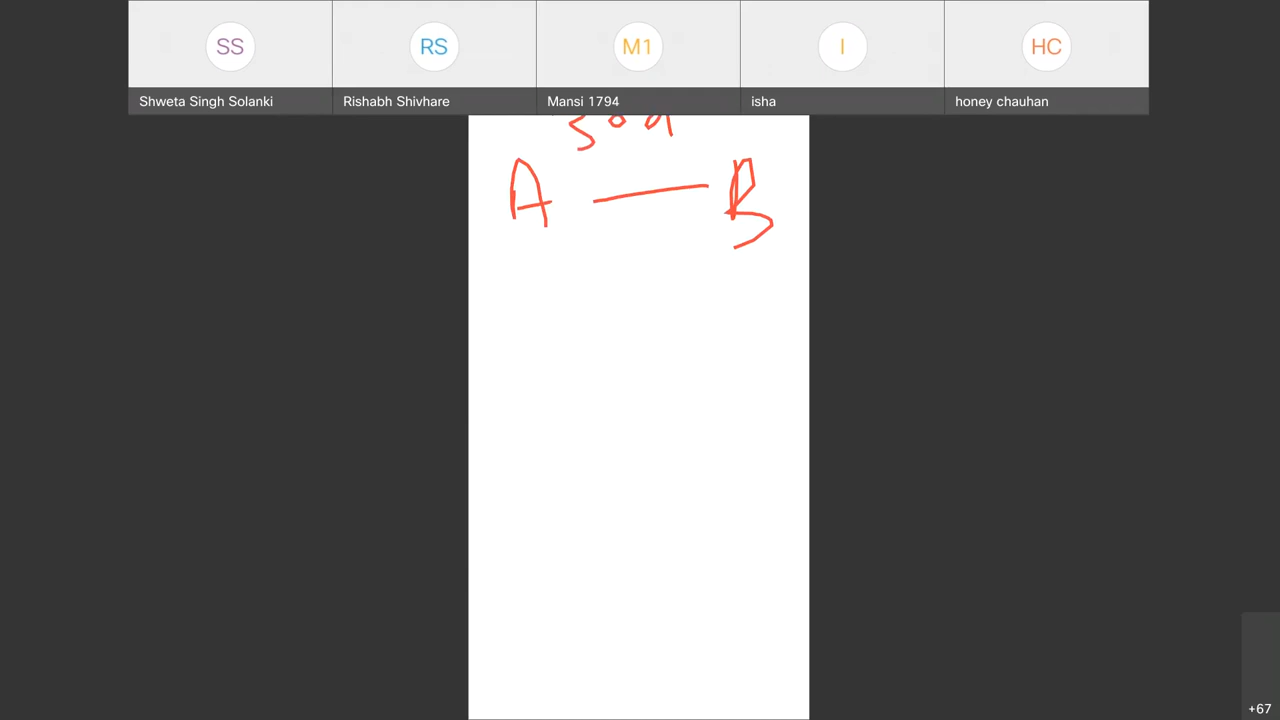 SS RS M1 I HC
Shweta Singh Solanki Rishabh Shivhare Mansi 1794 isha honey chauhan
A — B
+67